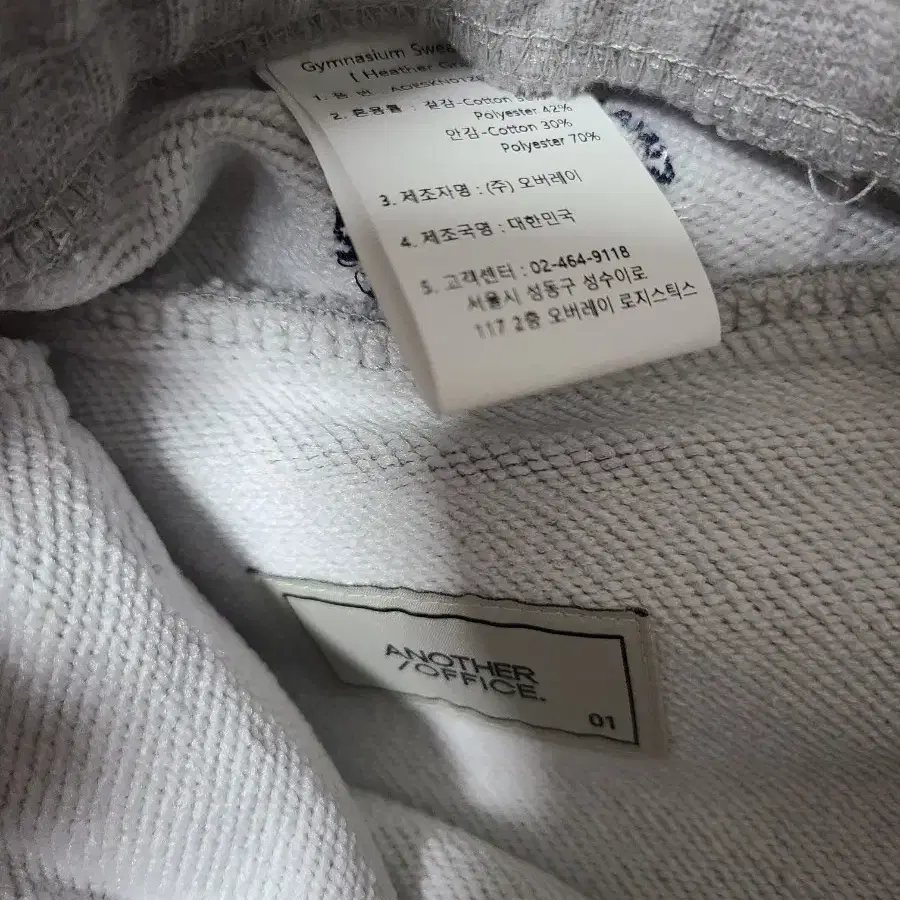 Gymnasium
( Heather
1. 품 번 :
2. 혼용률 : 겉감-Cotton
Polyester 42%
안감-Cotton 30%
Polyester 70%
3. 제조자명 : (주) 오버레이
4. 제조국명 : 대한민국
5. 고객센터 : 02-464-9118
서울시 성동구 성수이로
117 2층 오버레이 로지스틱스
ANOTHER
/OFFICE.
01